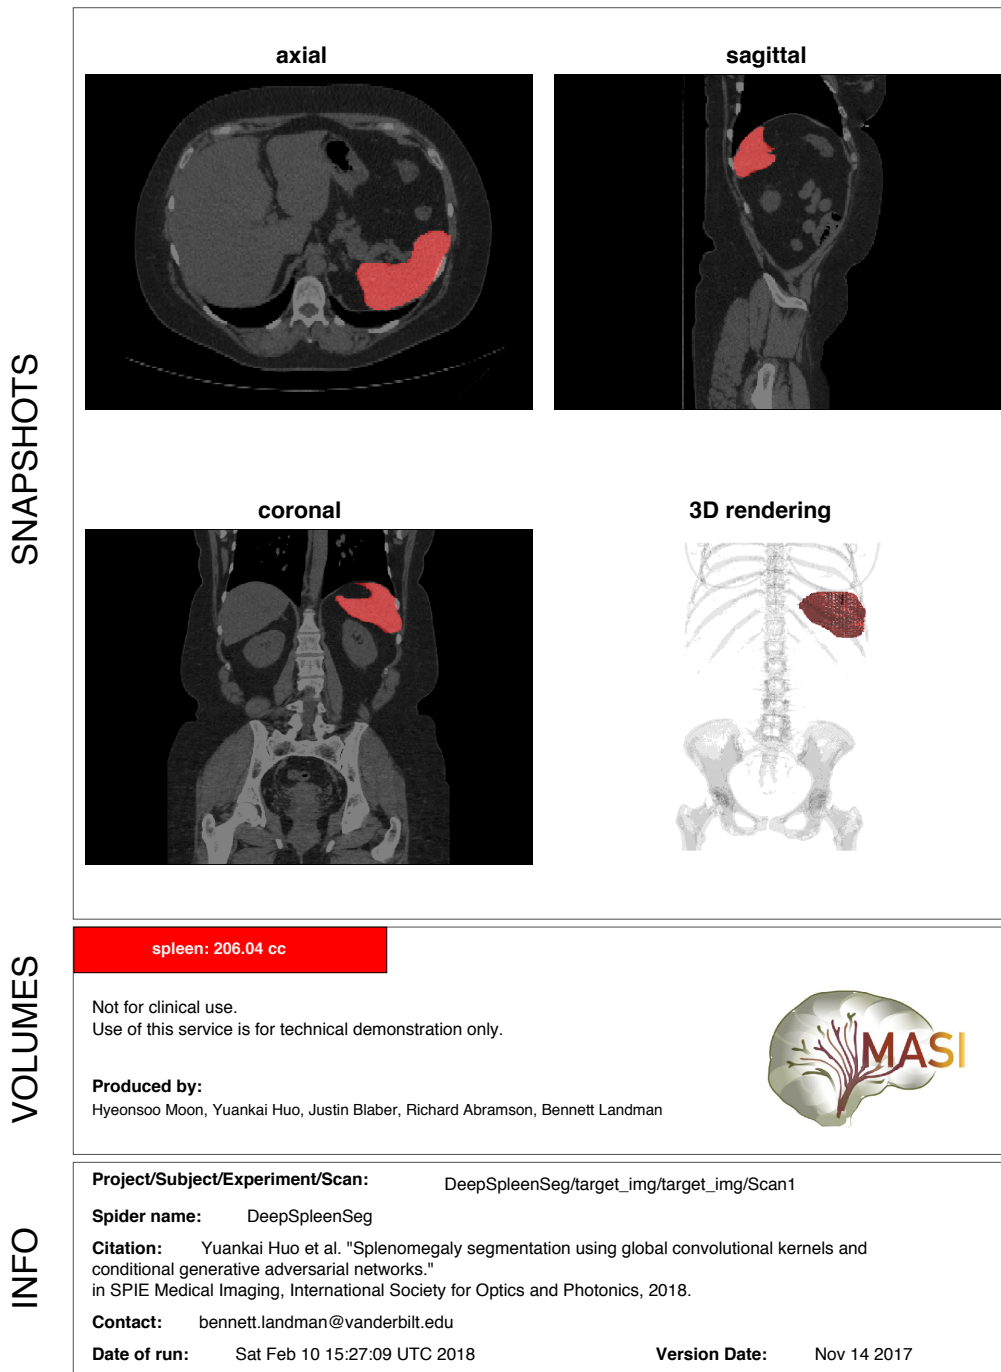 SNAPSHOTS
axial
sagittal
coronal
3D rendering
VOLUMES
spleen: 206.04 cc
Not for clinical use.
Use of this service is for technical demonstration only.
Produced by:
Hyeonsoo Moon, Yuankai Huo, Justin Blaber, Richard Abramson, Bennett Landman
MASI
INFO
Project/Subject/Experiment/Scan: DeepSpleenSeg/target_img/target_img/Scan1
Spider name: DeepSpleenSeg
Citation: Yuankai Huo et al. "Splenomegaly segmentation using global convolutional kernels and
conditional generative adversarial networks."
in SPIE Medical Imaging, International Society for Optics and Photonics, 2018.
Contact: bennett.landman@vanderbilt.edu
Date of run: Sat Feb 10 15:27:09 UTC 2018 Version Date: Nov 14 2017